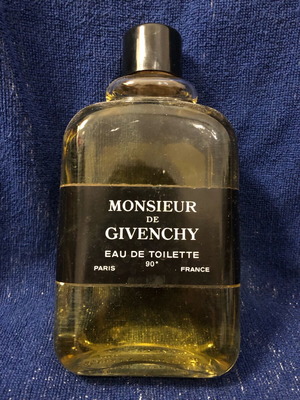 MONSIEUR
DE
GIVENCHY
EAU DE TOILETTE
90°
PARIS FRANCE